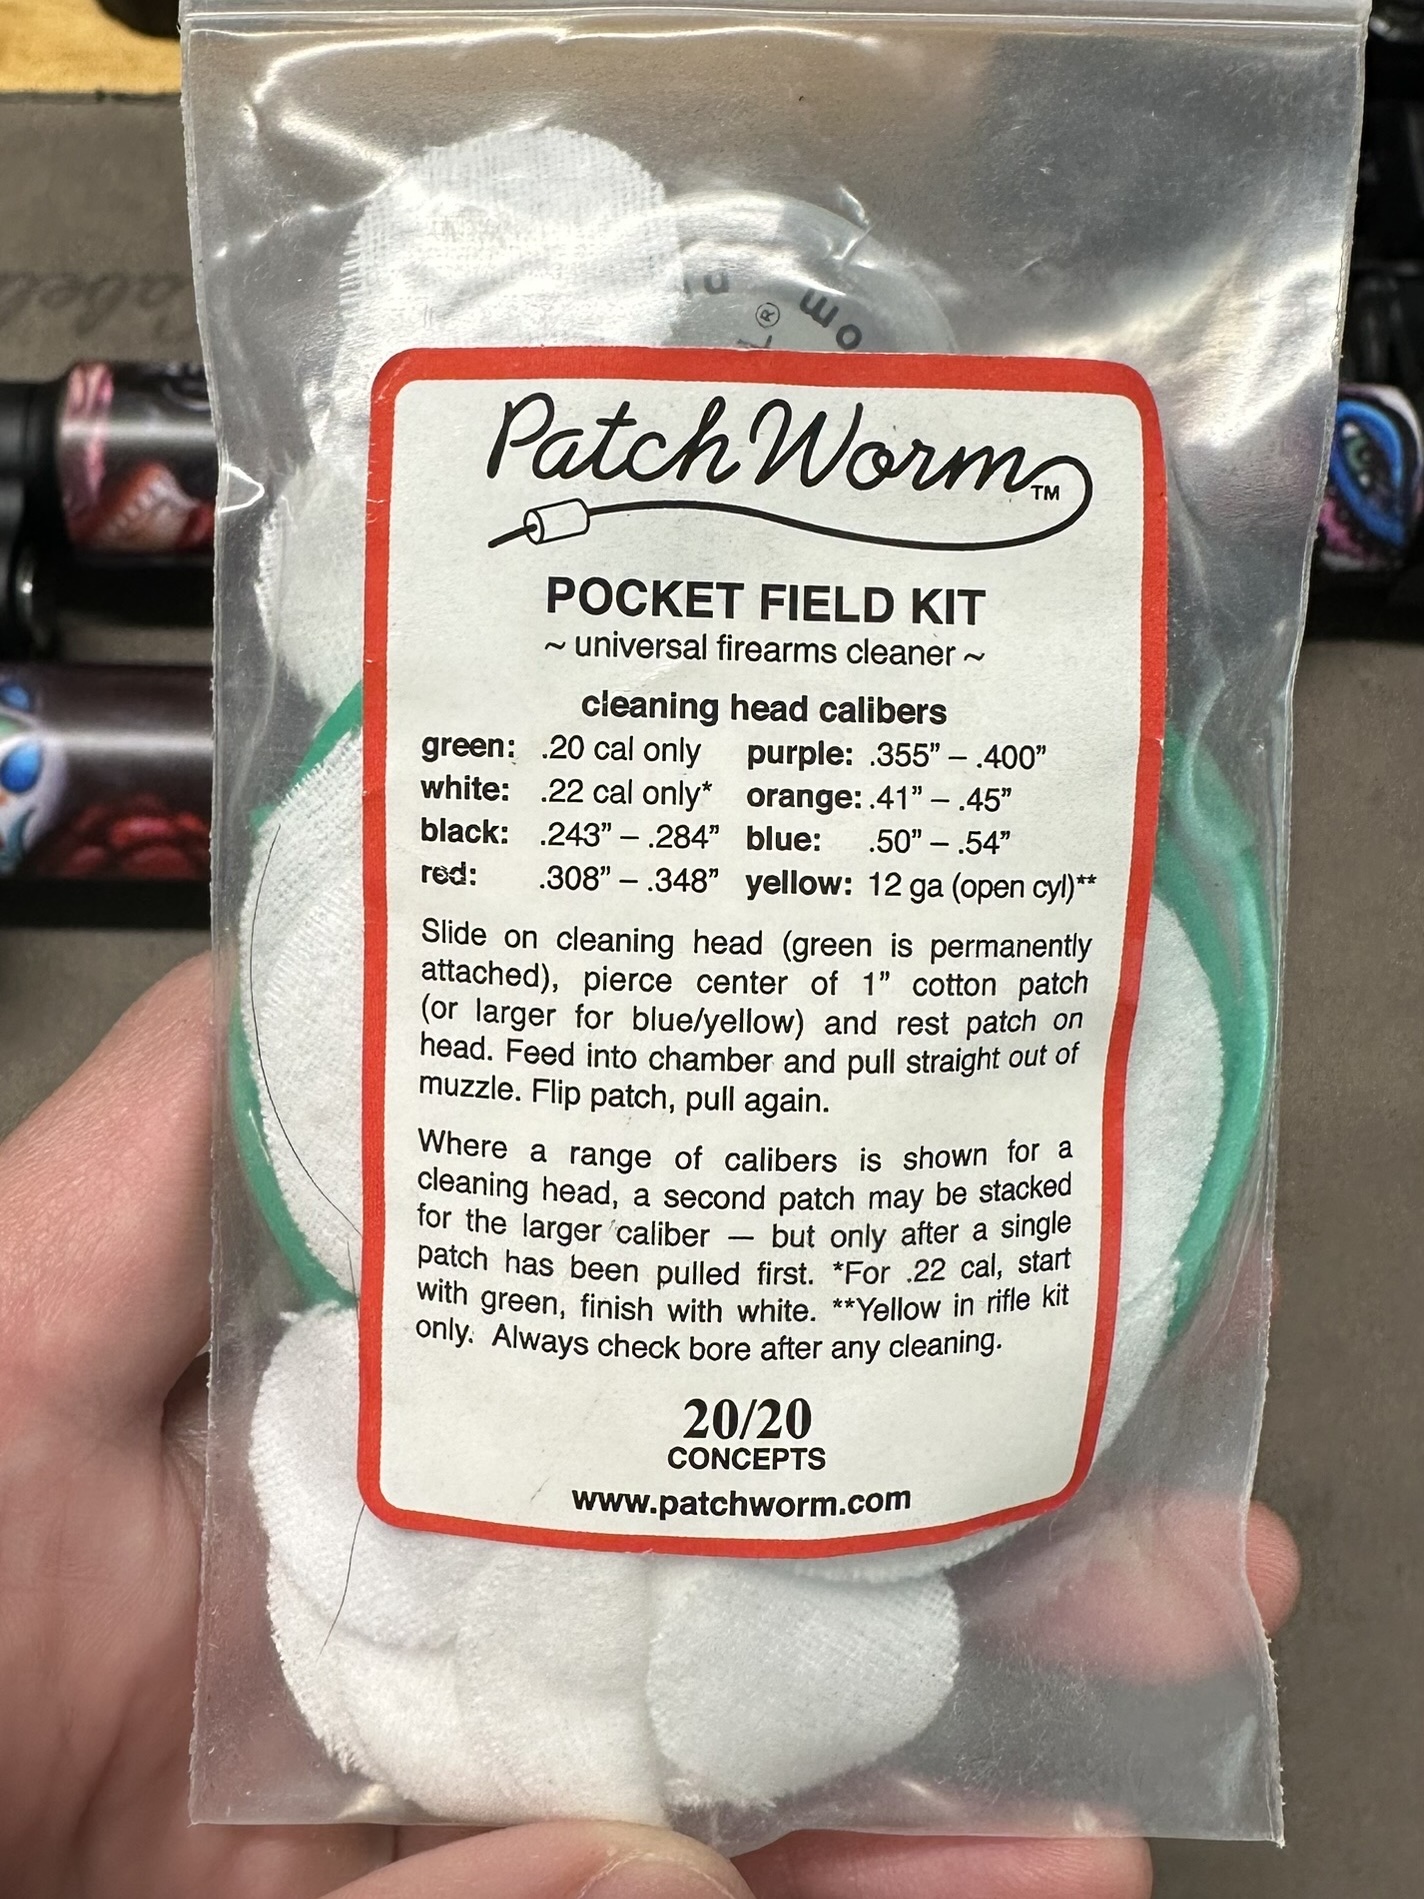 Patch Worm™
POCKET FIELD KIT
~ universal firearms cleaner ~
cleaning head calibers
green: .20 cal only purple: .355” – .400”
white: .22 cal only* orange: .41” – .45”
black: .243” – .284” blue: .50” – .54”
red: .308” – .348” yellow: 12 ga (open cyl)**
Slide on cleaning head (green is permanently
attached), pierce center of 1” cotton patch
(or larger for blue/yellow) and rest patch on
head. Feed into chamber and pull straight out of
muzzle. Flip patch, pull again.
Where a range of calibers is shown for a
cleaning head, a second patch may be stacked
for the larger caliber — but only after a single
patch has been pulled first. *For .22 cal, start
with green, finish with white. **Yellow in rifle kit
only. Always check bore after any cleaning.
20/20
CONCEPTS
www.patchworm.com